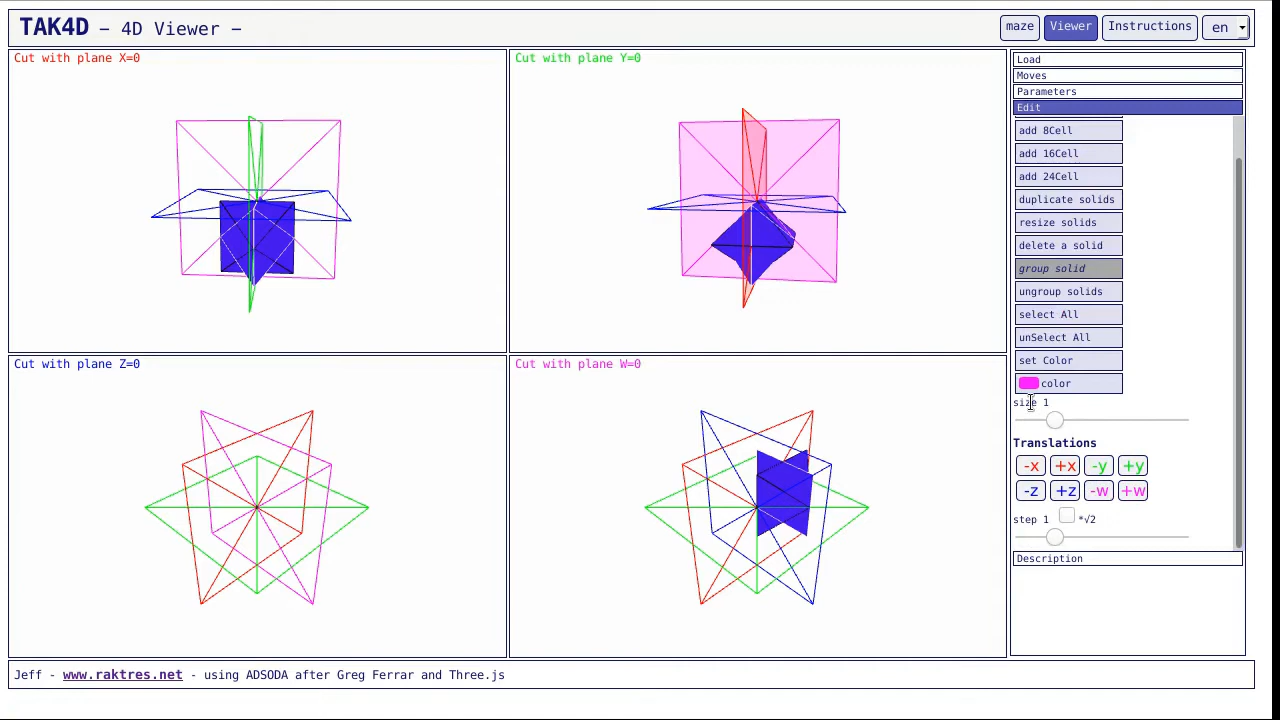 TAK4D – 4D Viewer –
maze Viewer Instructions en
Cut with plane X=0
Cut with plane Y=0
Cut with plane Z=0
Cut with plane W=0
Load
Moves
Parameters
Edit
add 8Cell
add 16Cell
add 24Cell
duplicate solids
resize solids
delete a solid
group solid
ungroup solids
select All
unSelect All
set Color
color
size 1
Translations
-x +x -y +y
-z +z -w +w
step 1 *√2
Description
Jeff - www.raktres.net - using ADSODA after Greg Ferrar and Three.js